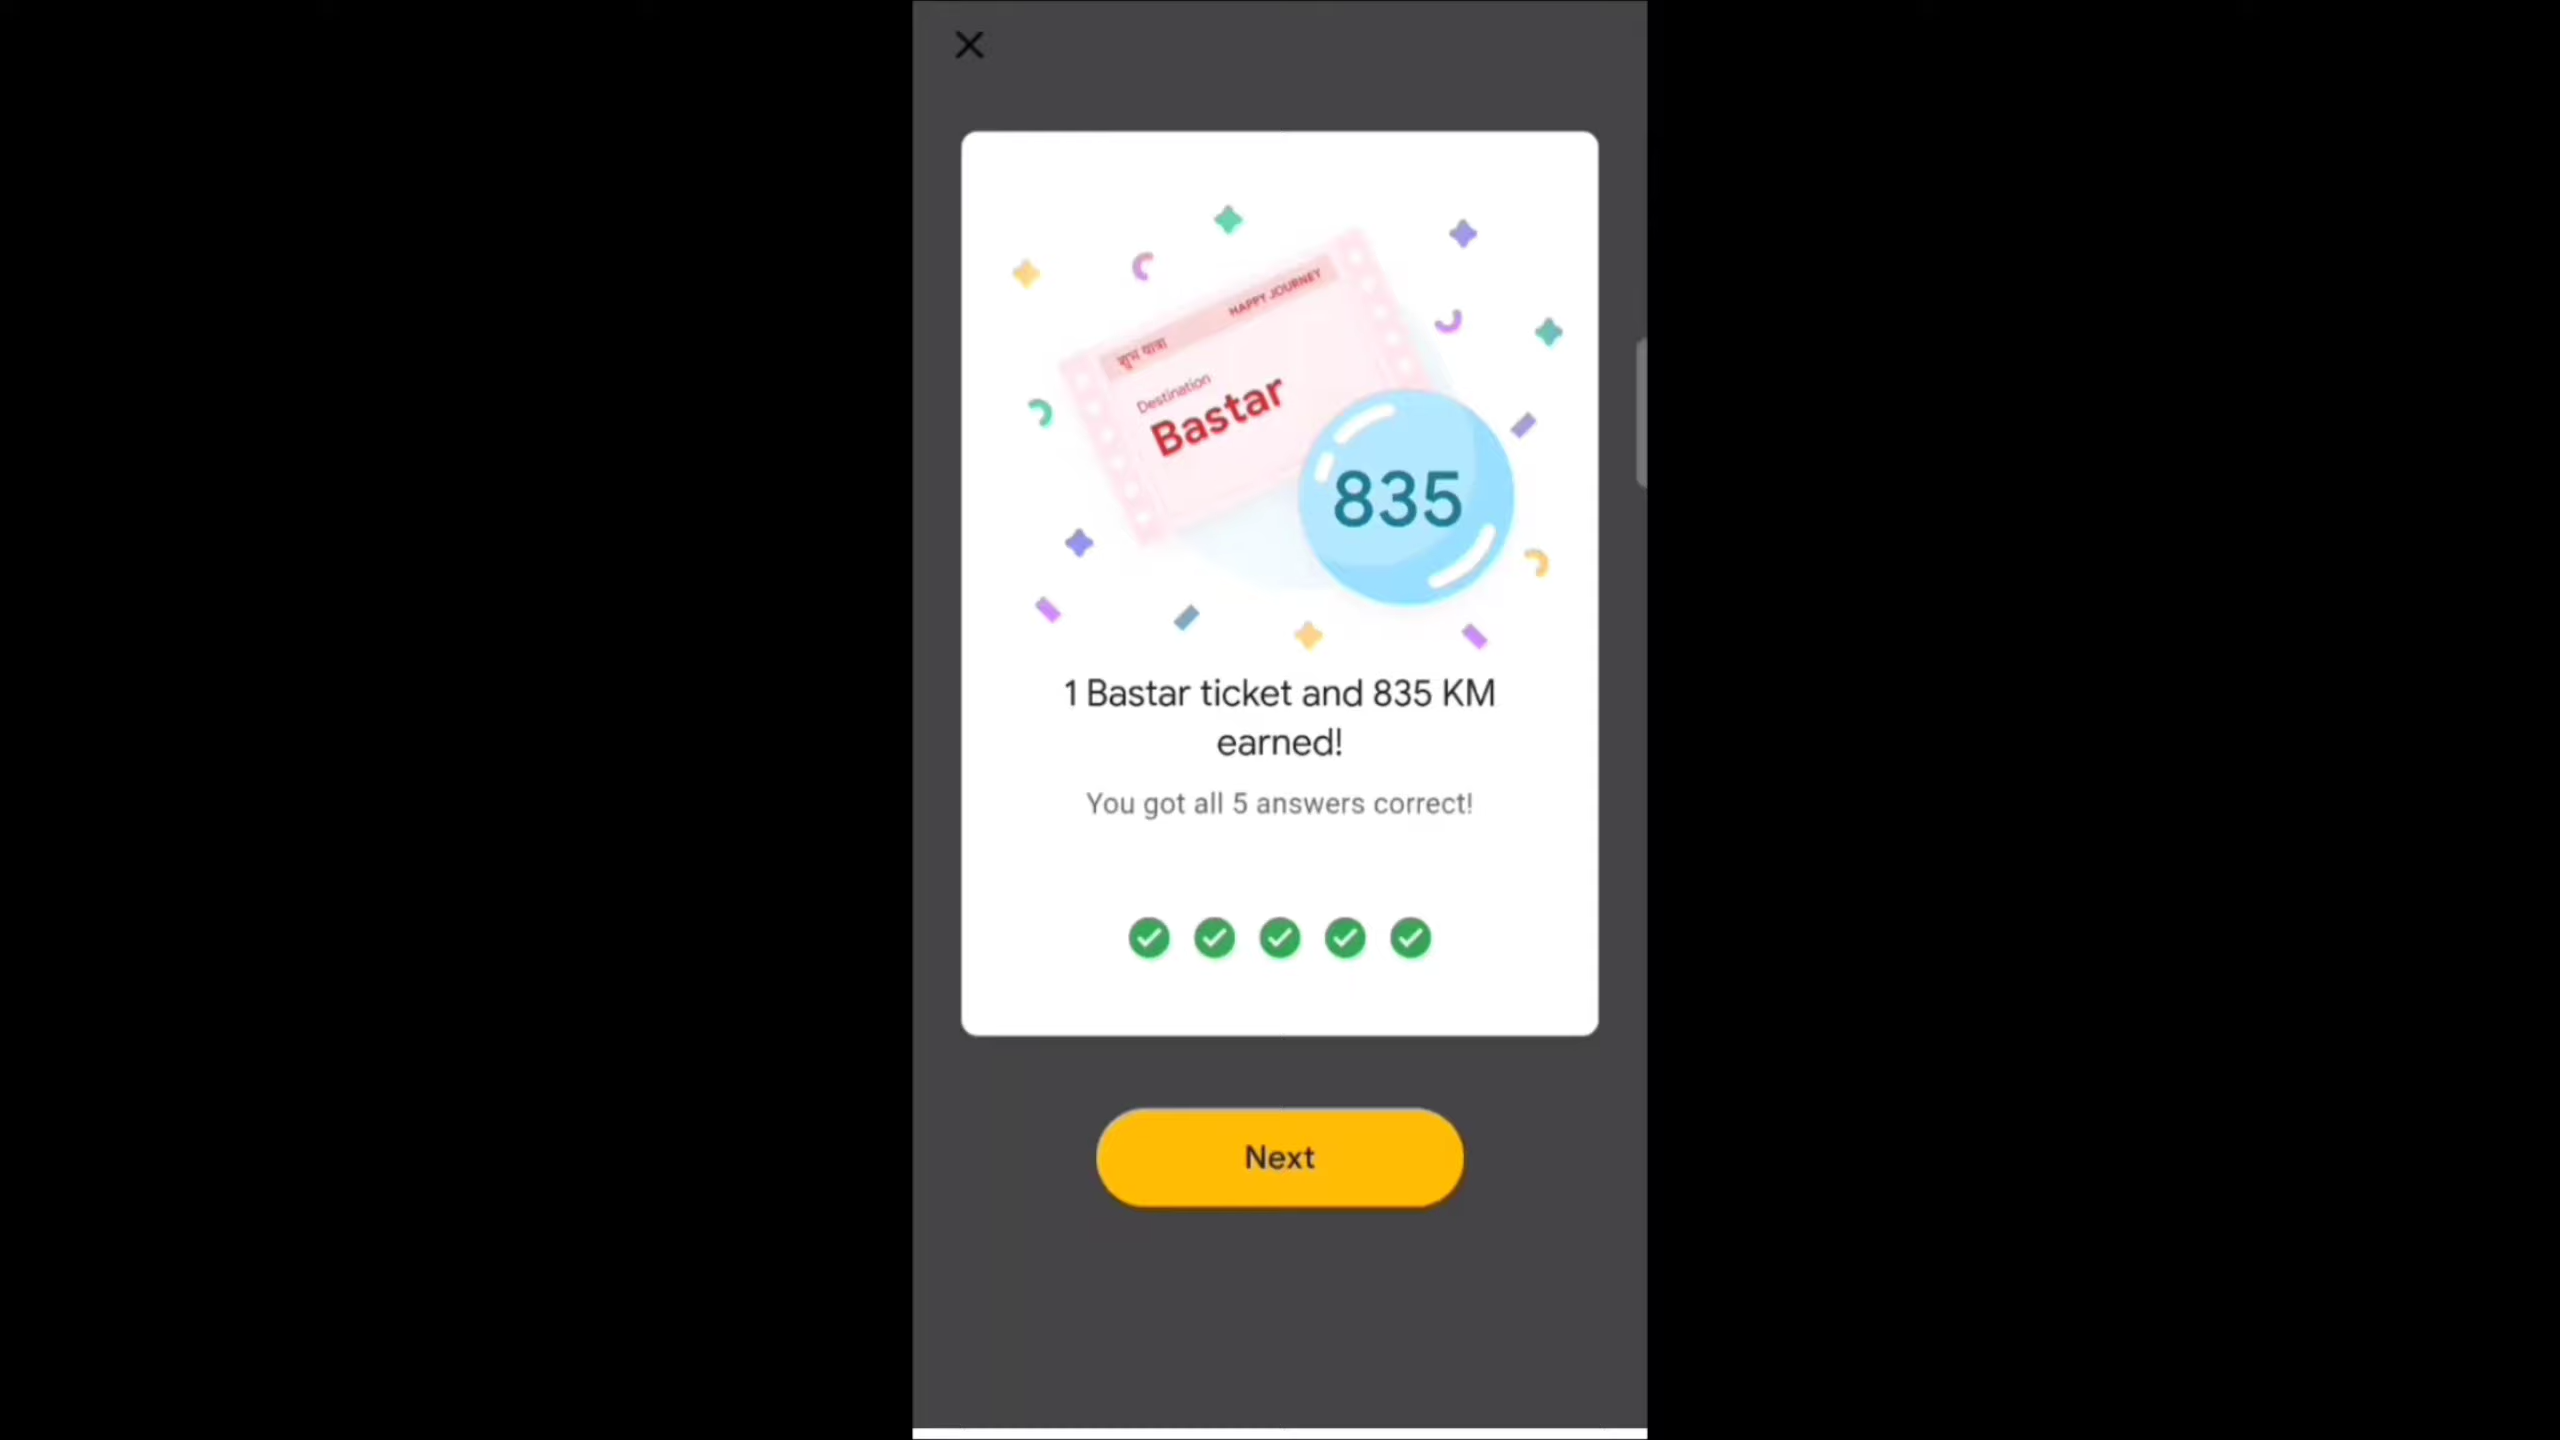 शुभ यात्रा HAPPY JOURNEY
Destination
Bastar
835
1 Bastar ticket and 835 KM
earned!
You got all 5 answers correct!
Next